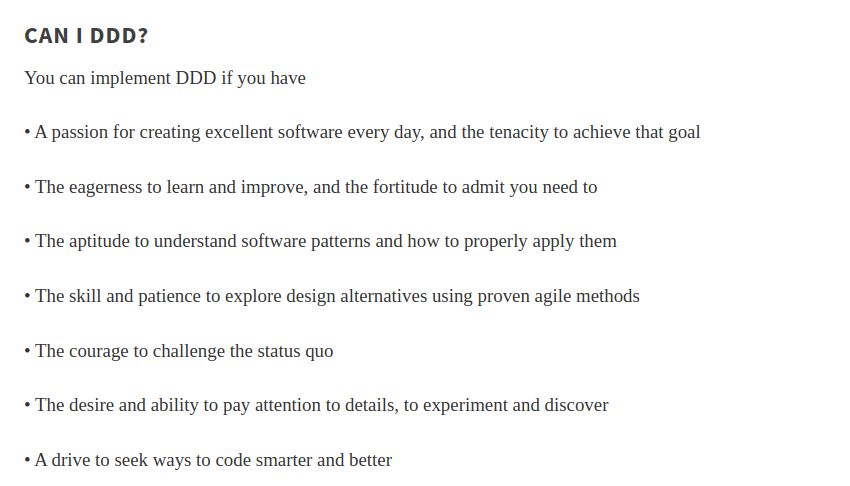 CAN I DDD?
You can implement DDD if you have
• A passion for creating excellent software every day, and the tenacity to achieve that goal
• The eagerness to learn and improve, and the fortitude to admit you need to
• The aptitude to understand software patterns and how to properly apply them
• The skill and patience to explore design alternatives using proven agile methods
• The courage to challenge the status quo
• The desire and ability to pay attention to details, to experiment and discover
• A drive to seek ways to code smarter and better